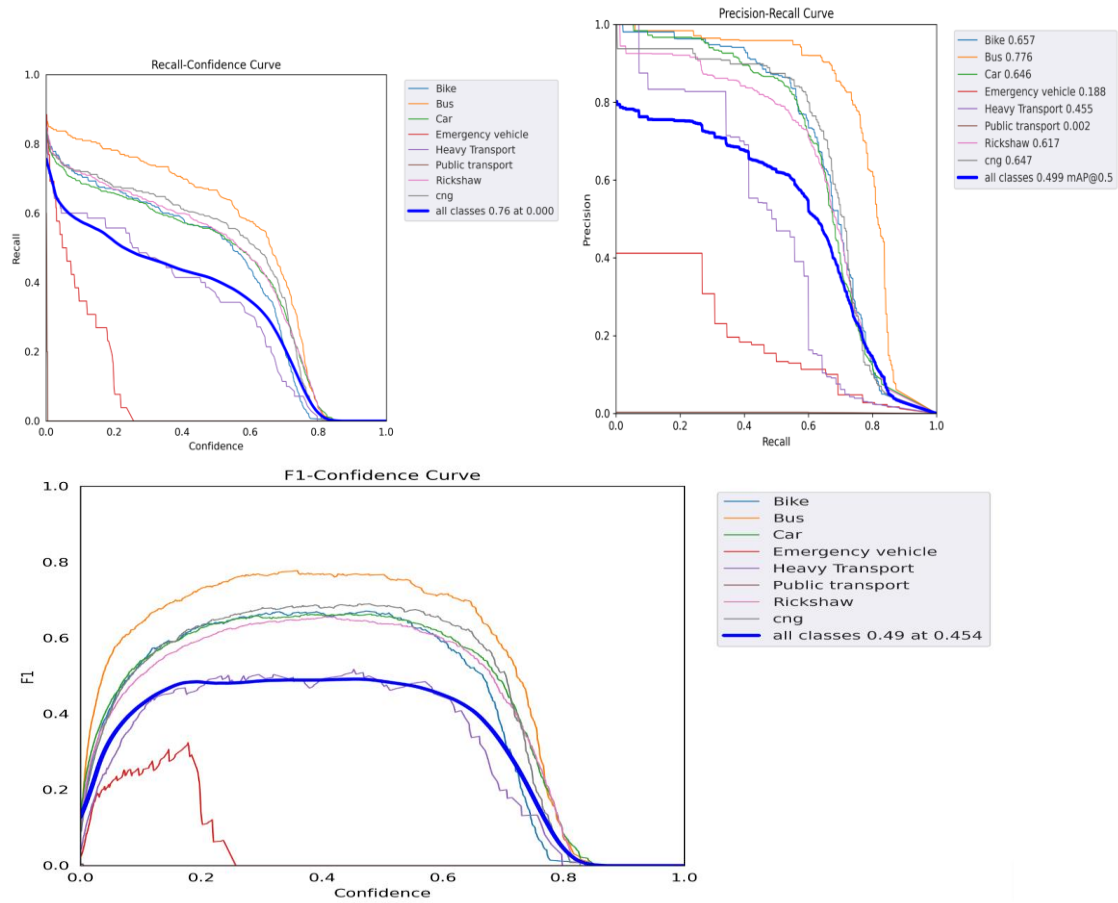 Recall-Confidence Curve
1.0
0.8
0.6
0.4
0.2
0.0
0.0 0.2 0.4 0.6 0.8 1.0
Recall
Confidence
Bike
Bus
Car
Emergency vehicle
Heavy Transport
Public transport
Rickshaw
cng
all classes 0.76 at 0.000
Precision-Recall Curve
1.0
0.8
0.6
0.4
0.2
0.0
0.0 0.2 0.4 0.6 0.8 1.0
Precision
Recall
Bike 0.657
Bus 0.776
Car 0.646
Emergency vehicle 0.188
Heavy Transport 0.455
Public transport 0.002
Rickshaw 0.617
cng 0.647
all classes 0.499 mAP@0.5
F1-Confidence Curve
1.0
0.8
0.6
0.4
0.2
0.0
0.0 0.2 0.4 0.6 0.8 1.0
F1
Confidence
Bike
Bus
Car
Emergency vehicle
Heavy Transport
Public transport
Rickshaw
cng
all classes 0.49 at 0.454